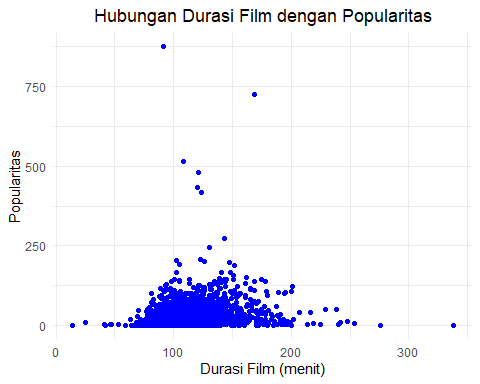 Hubungan Durasi Film dengan Popularitas
Popularitas
750
500
250
0
0 100 200 300
Durasi Film (menit)